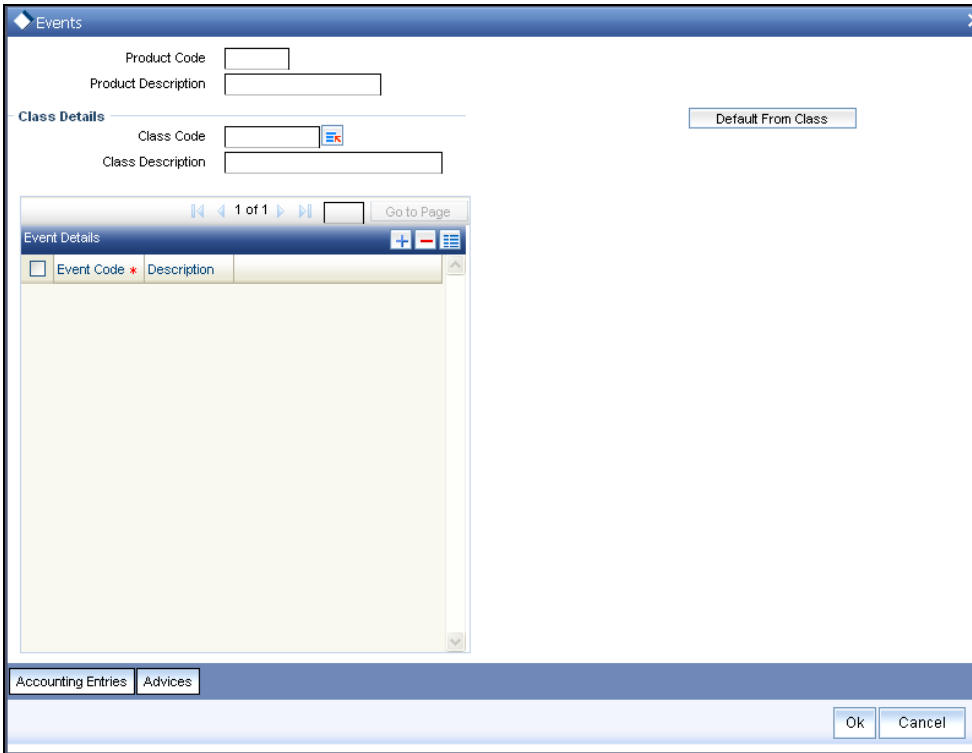 Events
Product Code
Product Description
Class Details
Default From Class
Class Code
Class Description
1 of 1 Go to Page
Event Details
Event Code * Description
Accounting Entries Advices
Ok Cancel